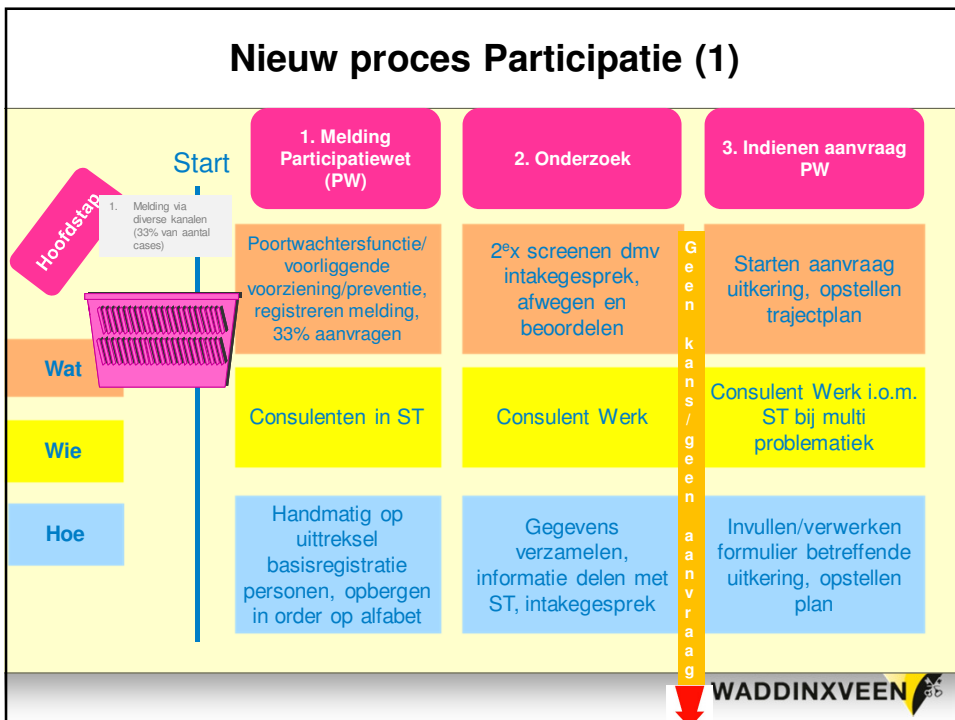 Nieuw proces Participatie (1)
Hoofdstap
Start
1. Melding via
diverse kanalen
(33% van aantal
cases)
1. Melding
Participatiewet
(PW)
2. Onderzoek
3. Indienen aanvraag
PW
Wat
Poortwachtersfunctie/
voorliggende
voorziening/preventie,
registreren melding,
33% aanvragen
2ex screenen dmv
intakegesprek,
afwegen en
beoordelen
Starten aanvraag
uitkering, opstellen
trajectplan
Wie
Consulenten in ST
Consulent Werk
Consulent Werk i.o.m.
ST bij multi
problematiek
Hoe
Handmatig op
uittreksel
basisregistratie
personen, opbergen
in order op alfabet
Gegevens
verzamelen,
informatie delen met
ST, intakegesprek
Invullen/verwerken
formulier betreffende
uitkering, opstellen
plan
Geen kans/geen aanvraag
WADDINXVEEN